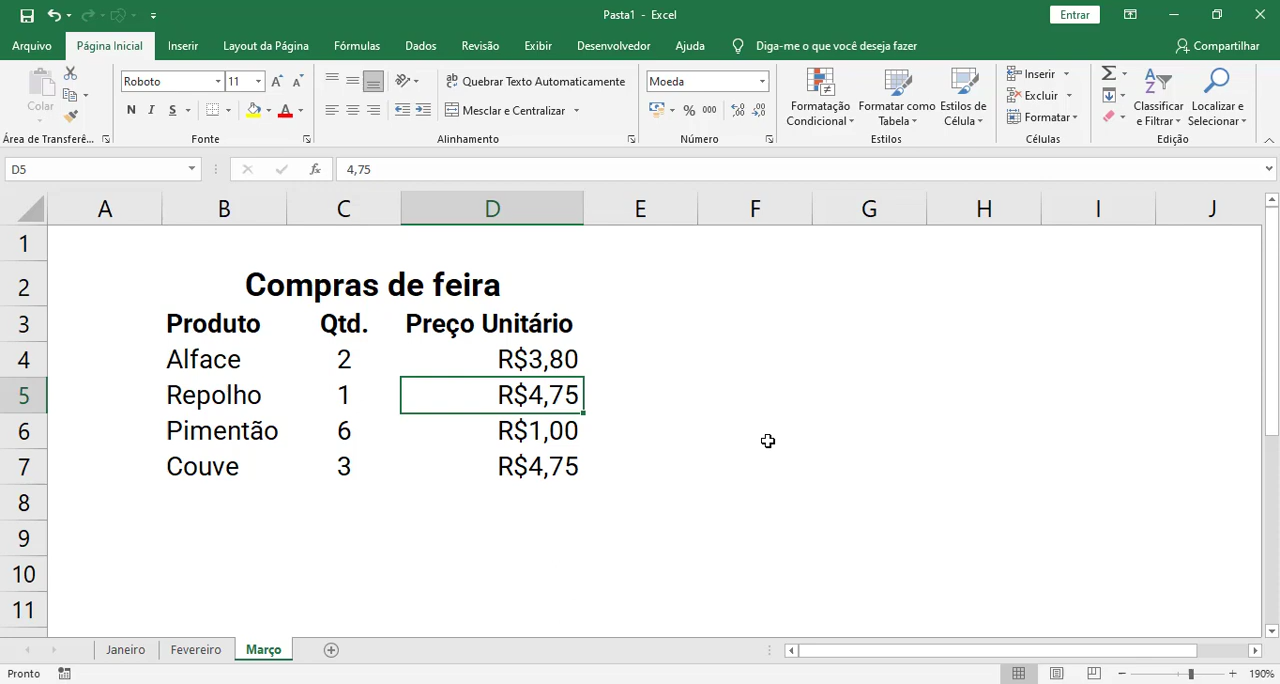 Pasta1 - Excel
Entrar
Arquivo Página Inicial Inserir Layout da Página Fórmulas Dados Revisão Exibir Desenvolvedor Ajuda Diga-me o que você deseja fazer Compartilhar
Colar
Área de Transferê...
Roboto 11
N I S A
Fonte
Quebrar Texto Automaticamente
Mesclar e Centralizar
Alinhamento
Moeda
% 000
Número
Formatação Condicional
Formatar como Tabela
Estilos de Célula
Estilos
Inserir
Excluir
Formatar
Células
Classificar e Filtrar
Localizar e Selecionar
Edição
D5 fx 4,75
A B C D E F G H I J
1
2 Compras de feira
3 Produto Qtd. Preço Unitário
4 Alface 2 R$3,80
5 Repolho 1 R$4,75
6 Pimentão 6 R$1,00
7 Couve 3 R$4,75
8
9
10
11
Janeiro Fevereiro Março
Pronto 190%